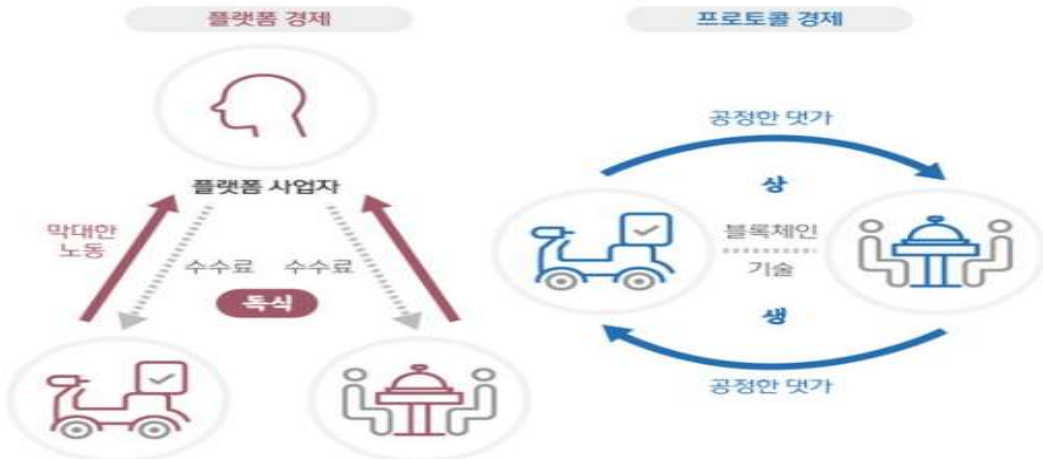 플랫폼 경제
플랫폼 사업자
막대한
노동
수수료 수수료
독식
프로토콜 경제
공정한 댓가
상
블록체인
기술
생
공정한 댓가